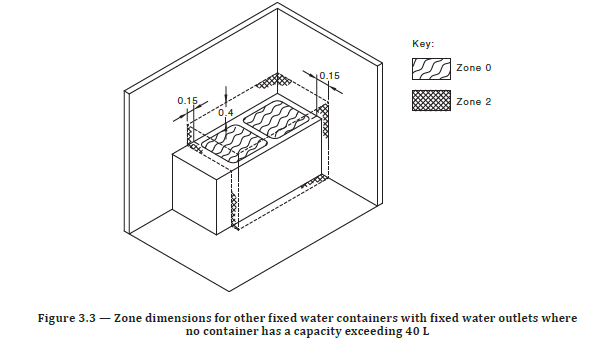 Key:
Zone 0
Zone 2
0.15
0.15
0.4
Figure 3.3 — Zone dimensions for other fixed water containers with fixed water outlets where
no container has a capacity exceeding 40 L